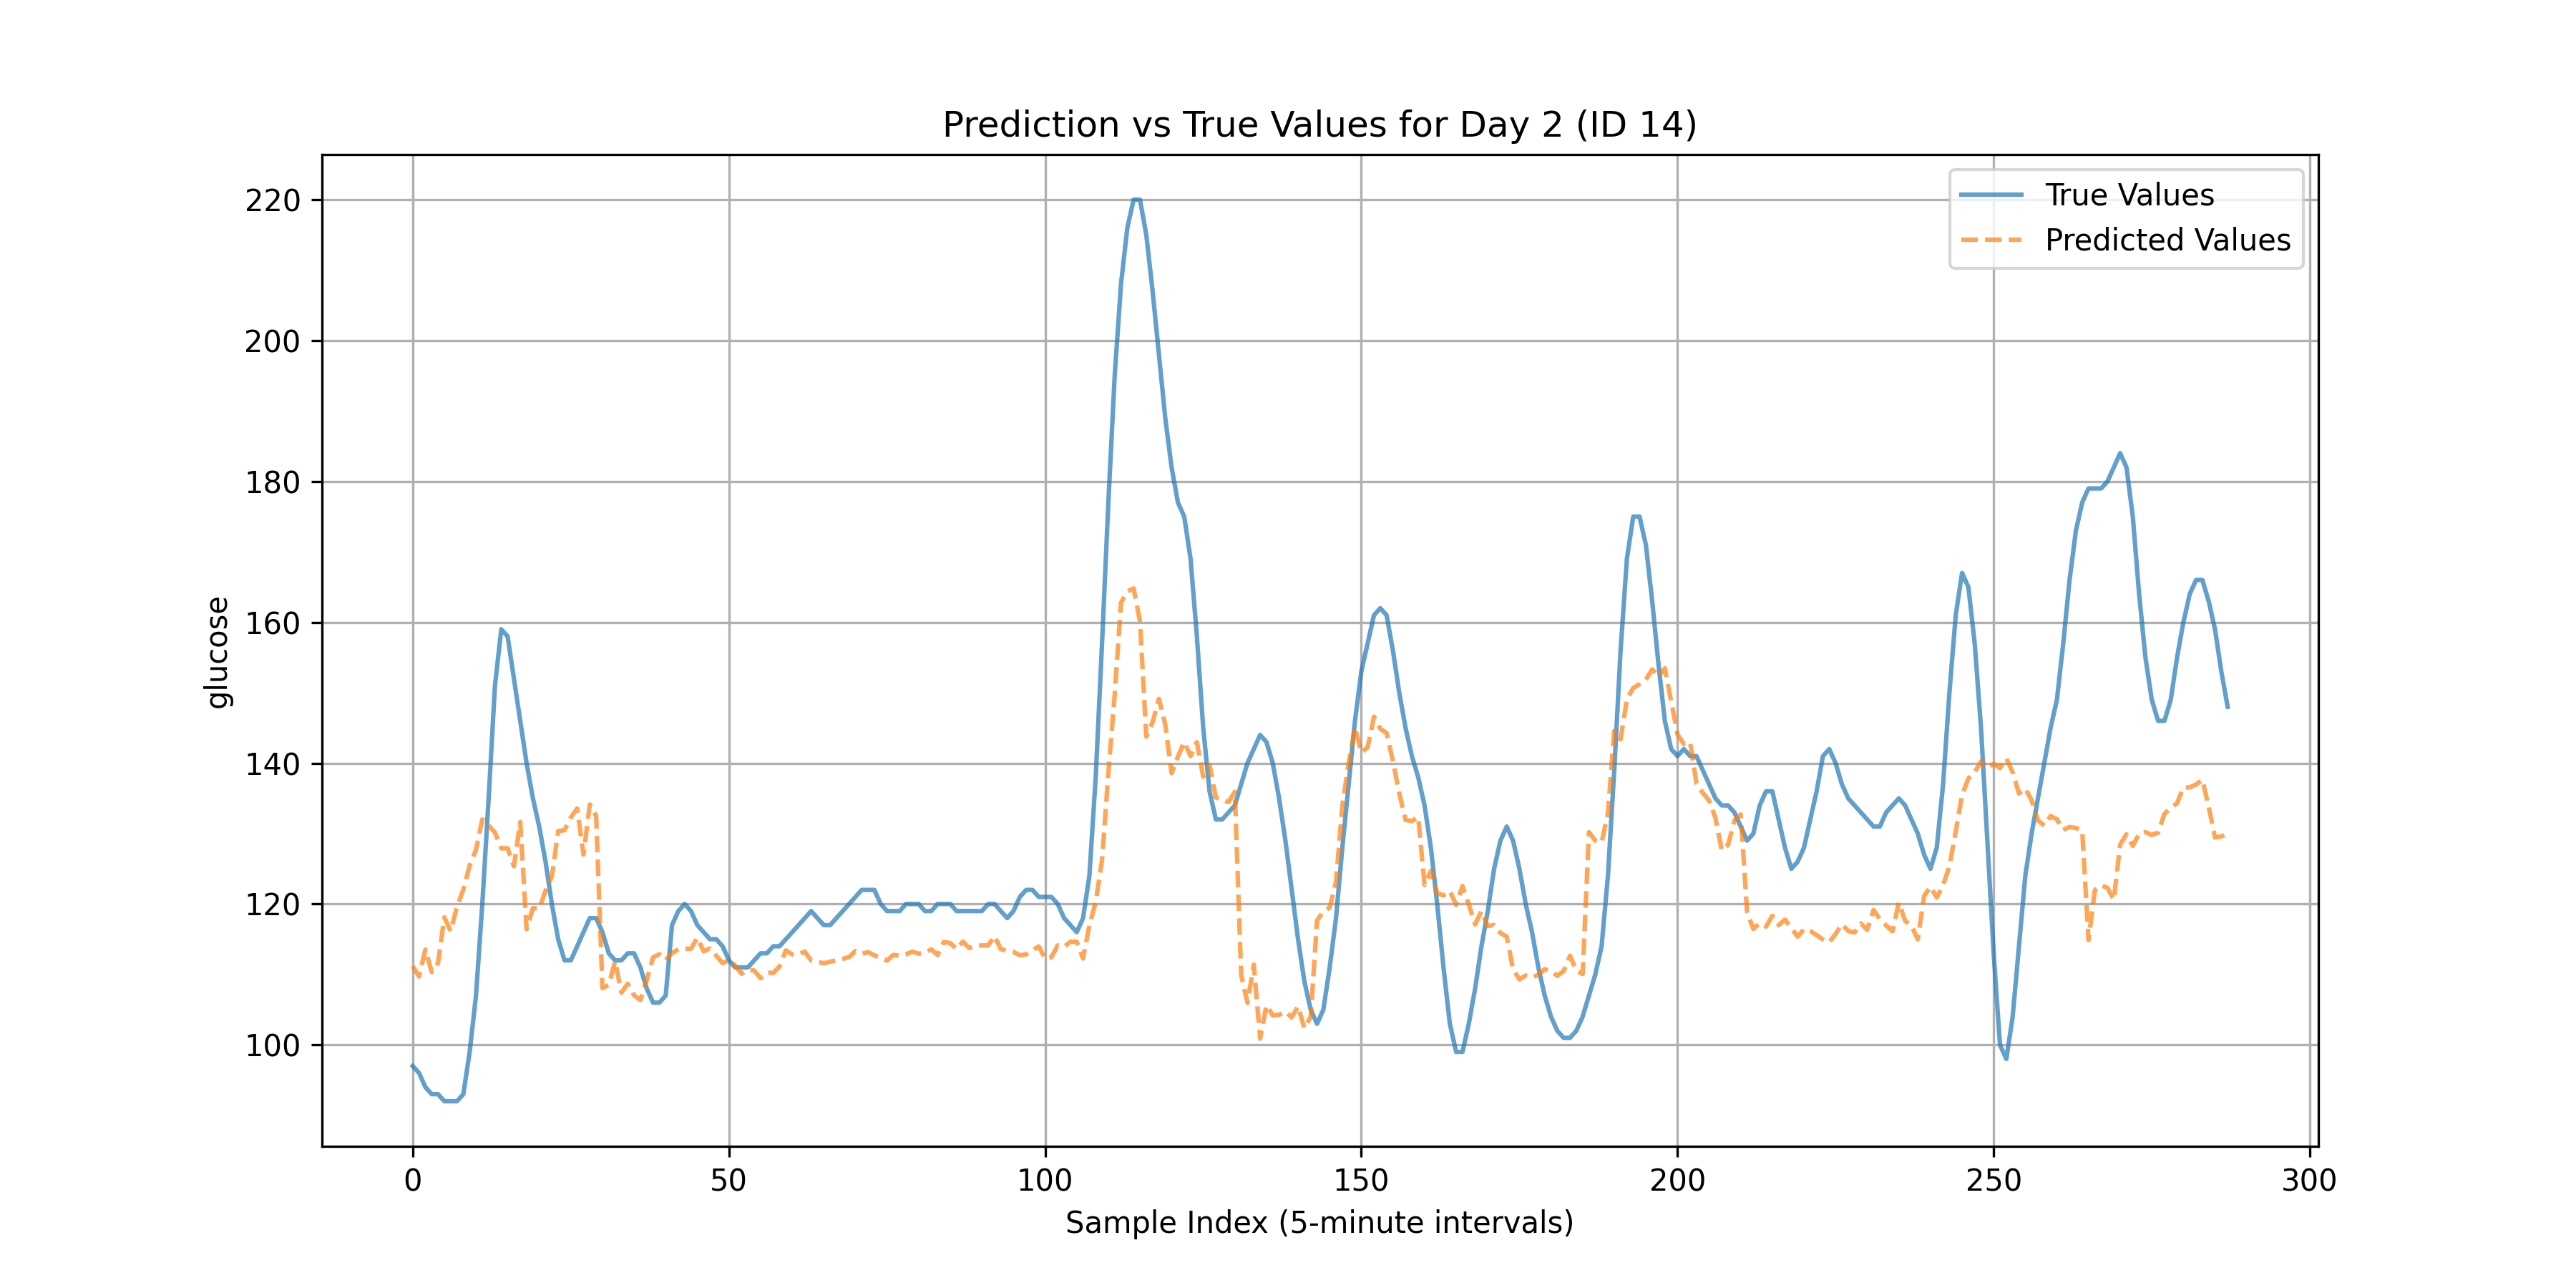 Prediction vs True Values for Day 2 (ID 14)
True Values
Predicted Values
glucose
220
200
180
160
140
120
100
0 50 100 150 200 250 300
Sample Index (5-minute intervals)